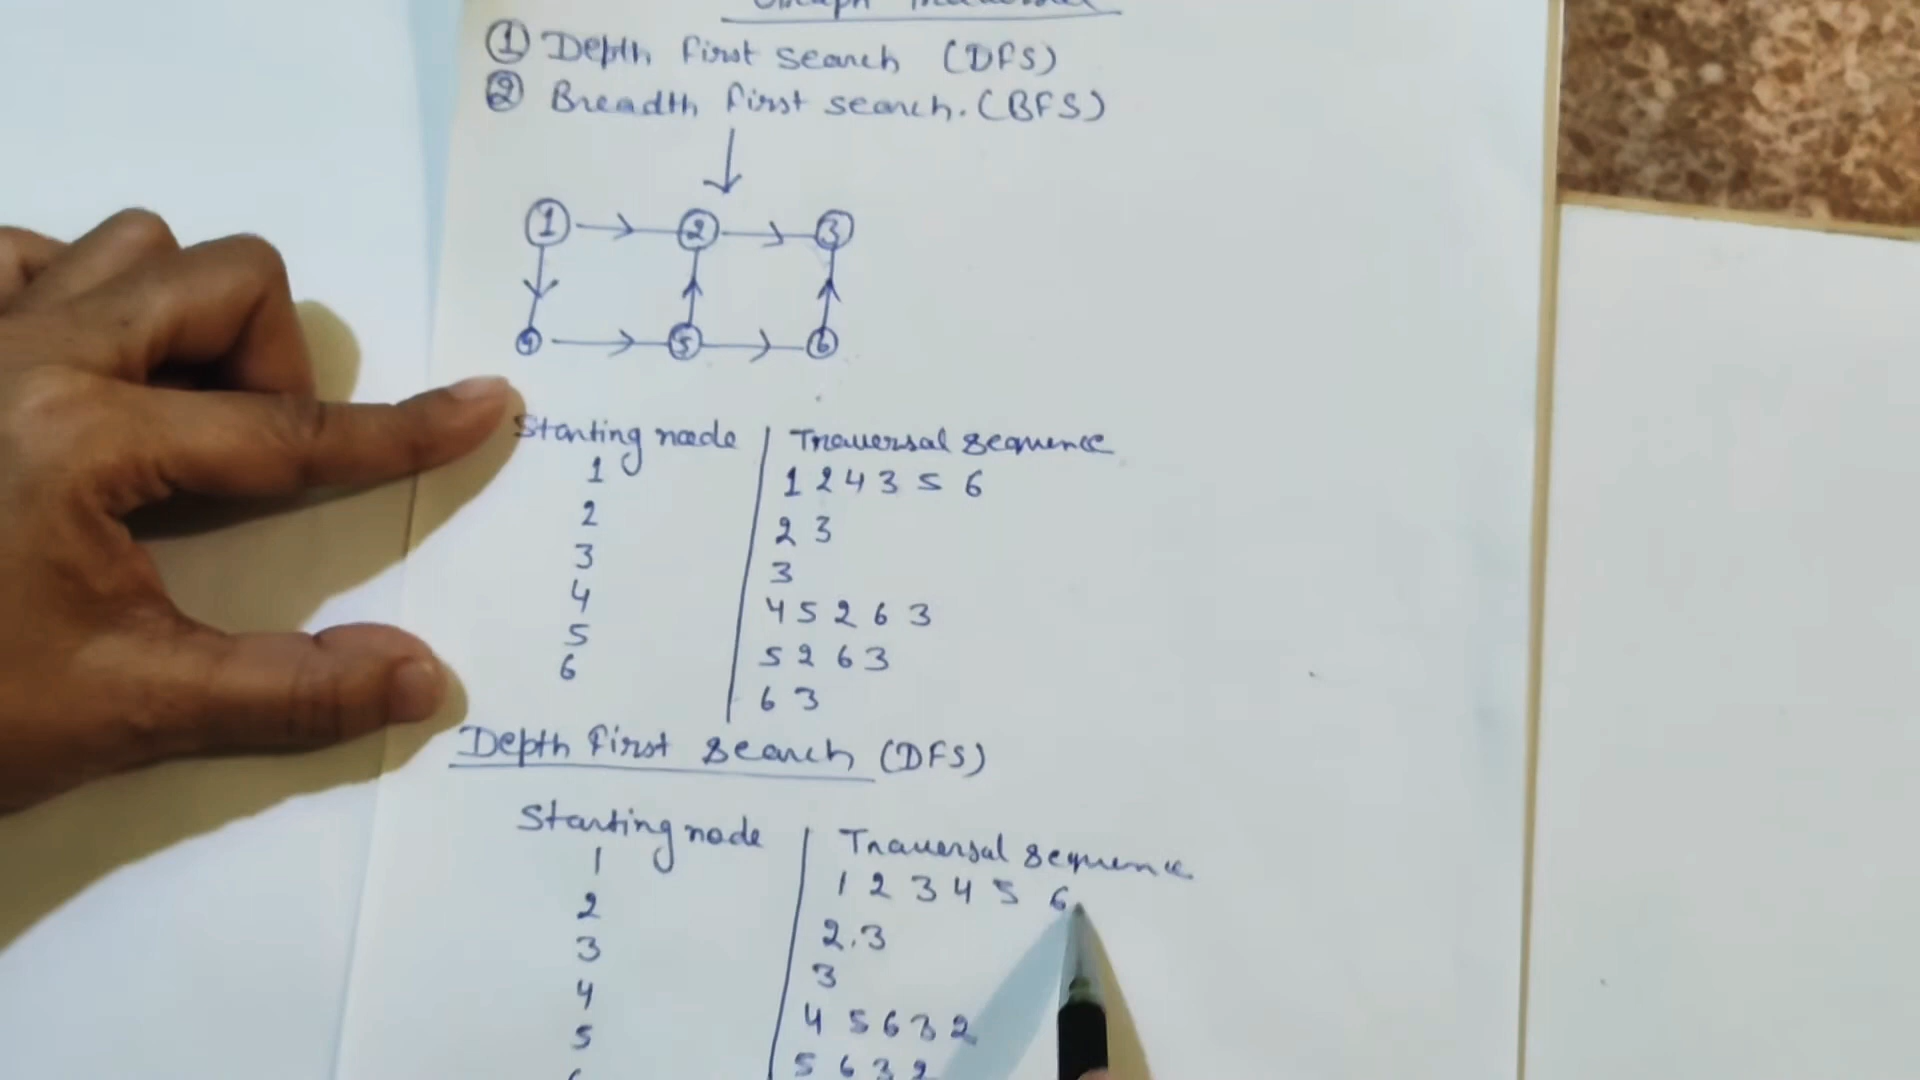 ① Depth first search (DFS)
② Breadth first search. (BFS)
1 2 3
4 5 6
Starting node | Traversal sequence
1 | 1 2 4 3 5 6
2 | 2 3
3 | 3
4 | 4 5 2 6 3
5 | 5 2 6 3
6 | 6 3
Depth first search (DFS)
Starting node | Traversal sequence
1 | 1 2 3 4 5 6
2 | 2.3
3 | 3
4 | 4 5 6 3 2
5 | 5 6 3 2